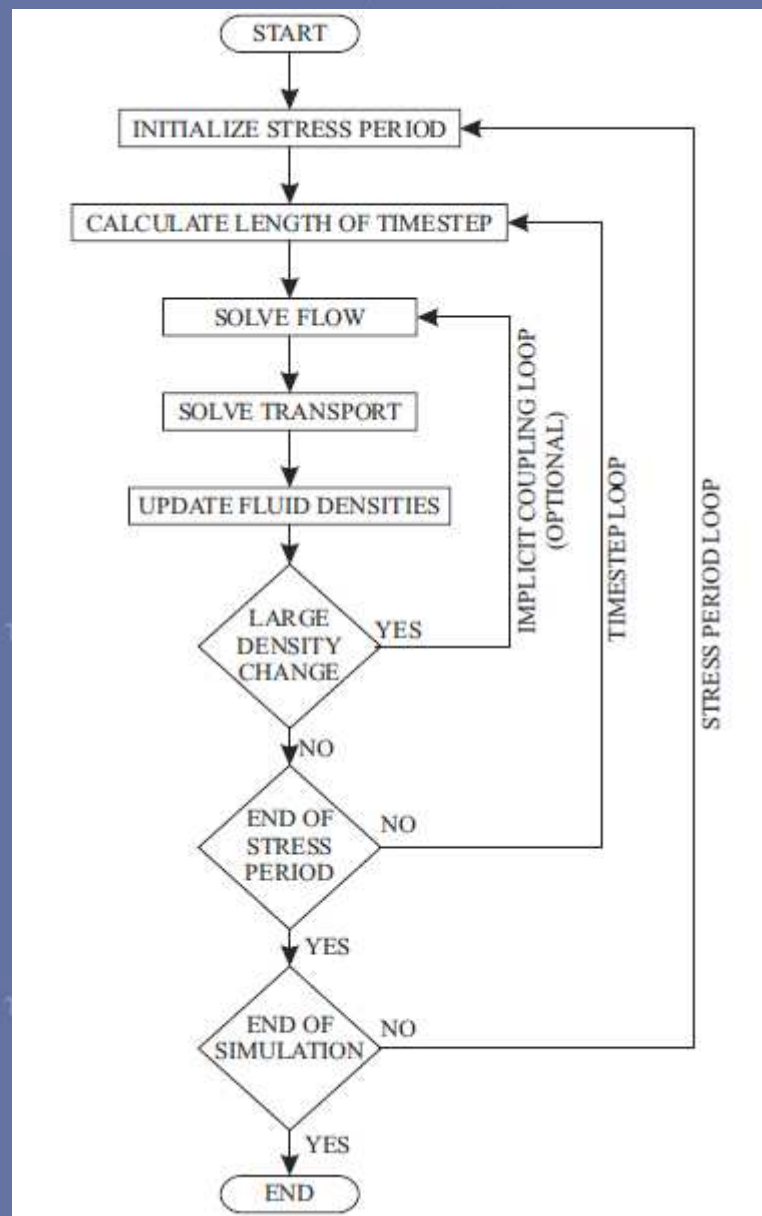 START
INITIALIZE STRESS PERIOD
CALCULATE LENGTH OF TIMESTEP
SOLVE FLOW
SOLVE TRANSPORT
UPDATE FLUID DENSITIES
LARGE
DENSITY
CHANGE
YES
IMPLICIT COUPLING LOOP
(OPTIONAL)
TIMESTEP LOOP
STRESS PERIOD LOOP
NO
END OF
STRESS
PERIOD
NO
YES
END OF
SIMULATION
NO
YES
END